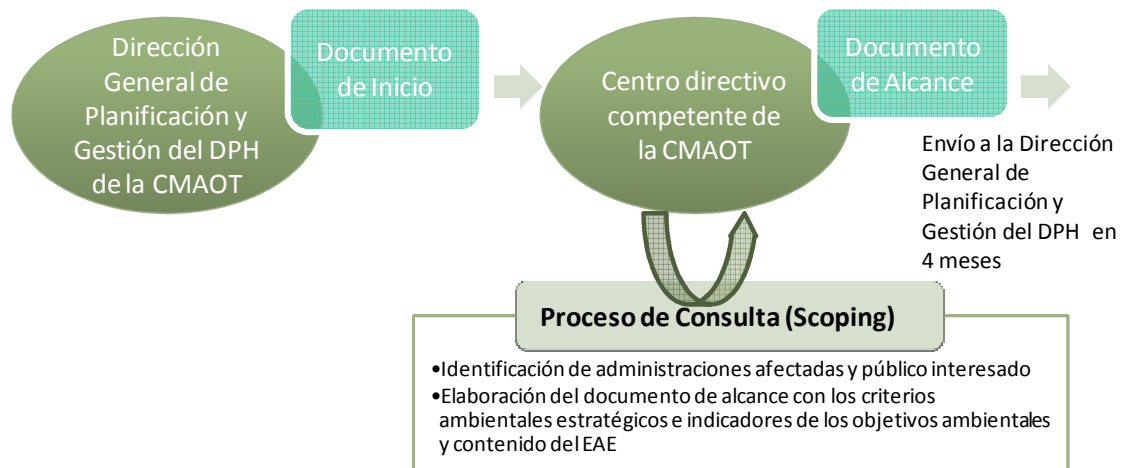 Dirección
General de
Planificación y
Gestión del DPH
de la CMAOT
Documento
de Inicio
Centro directivo
competente de
la CMAOT
Documento
de Alcance
Envío a la Dirección
General de
Planificación y
Gestión del DPH en
4 meses
Proceso de Consulta (Scoping)
•Identificación de administraciones afectadas y público interesado
•Elaboración del documento de alcance con los criterios
ambientales estratégicos e indicadores de los objetivos ambientales
y contenido del EAE